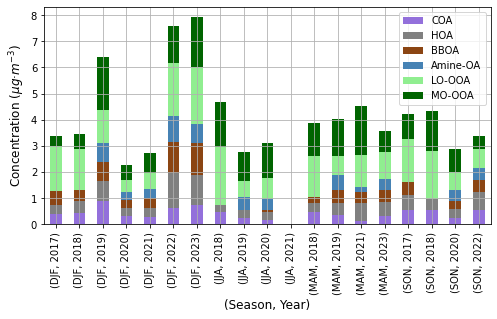 8
7
6
5
4
3
2
1
0
Concentration (μg·m⁻³)
COA
HOA
BBOA
Amine-OA
LO-OOA
MO-OOA
(DJF, 2017)
(DJF, 2018)
(DJF, 2019)
(DJF, 2020)
(DJF, 2021)
(DJF, 2022)
(DJF, 2023)
(JJA, 2018)
(JJA, 2019)
(JJA, 2020)
(JJA, 2021)
(MAM, 2018)
(MAM, 2019)
(MAM, 2021)
(MAM, 2023)
(SON, 2017)
(SON, 2018)
(SON, 2020)
(SON, 2022)
(Season, Year)